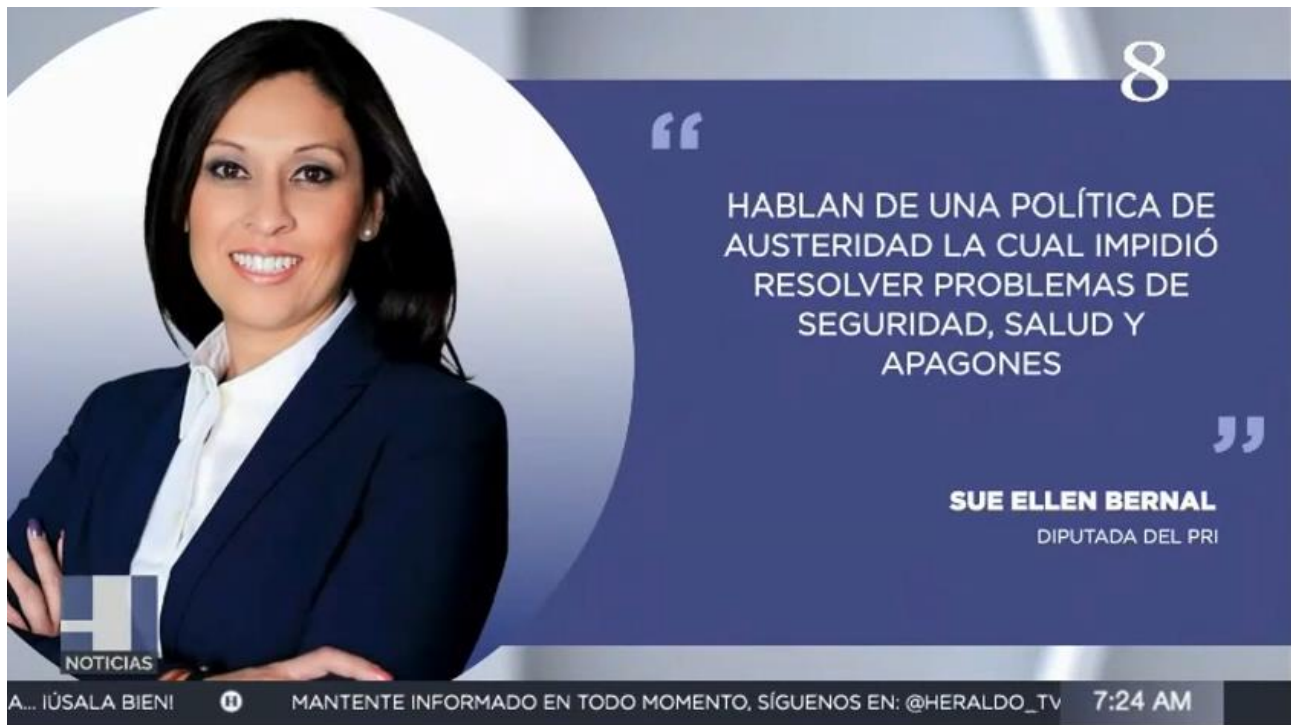 8
“
HABLAN DE UNA POLÍTICA DE
AUSTERIDAD LA CUAL IMPIDIÓ
RESOLVER PROBLEMAS DE
SEGURIDAD, SALUD Y
APAGONES
”
SUE ELLEN BERNAL
DIPUTADA DEL PRI
H
NOTICIAS
A... ¡ÚSALA BIEN! H MANTENTE INFORMADO EN TODO MOMENTO, SÍGUENOS EN: @HERALDO_TV 7:24 AM